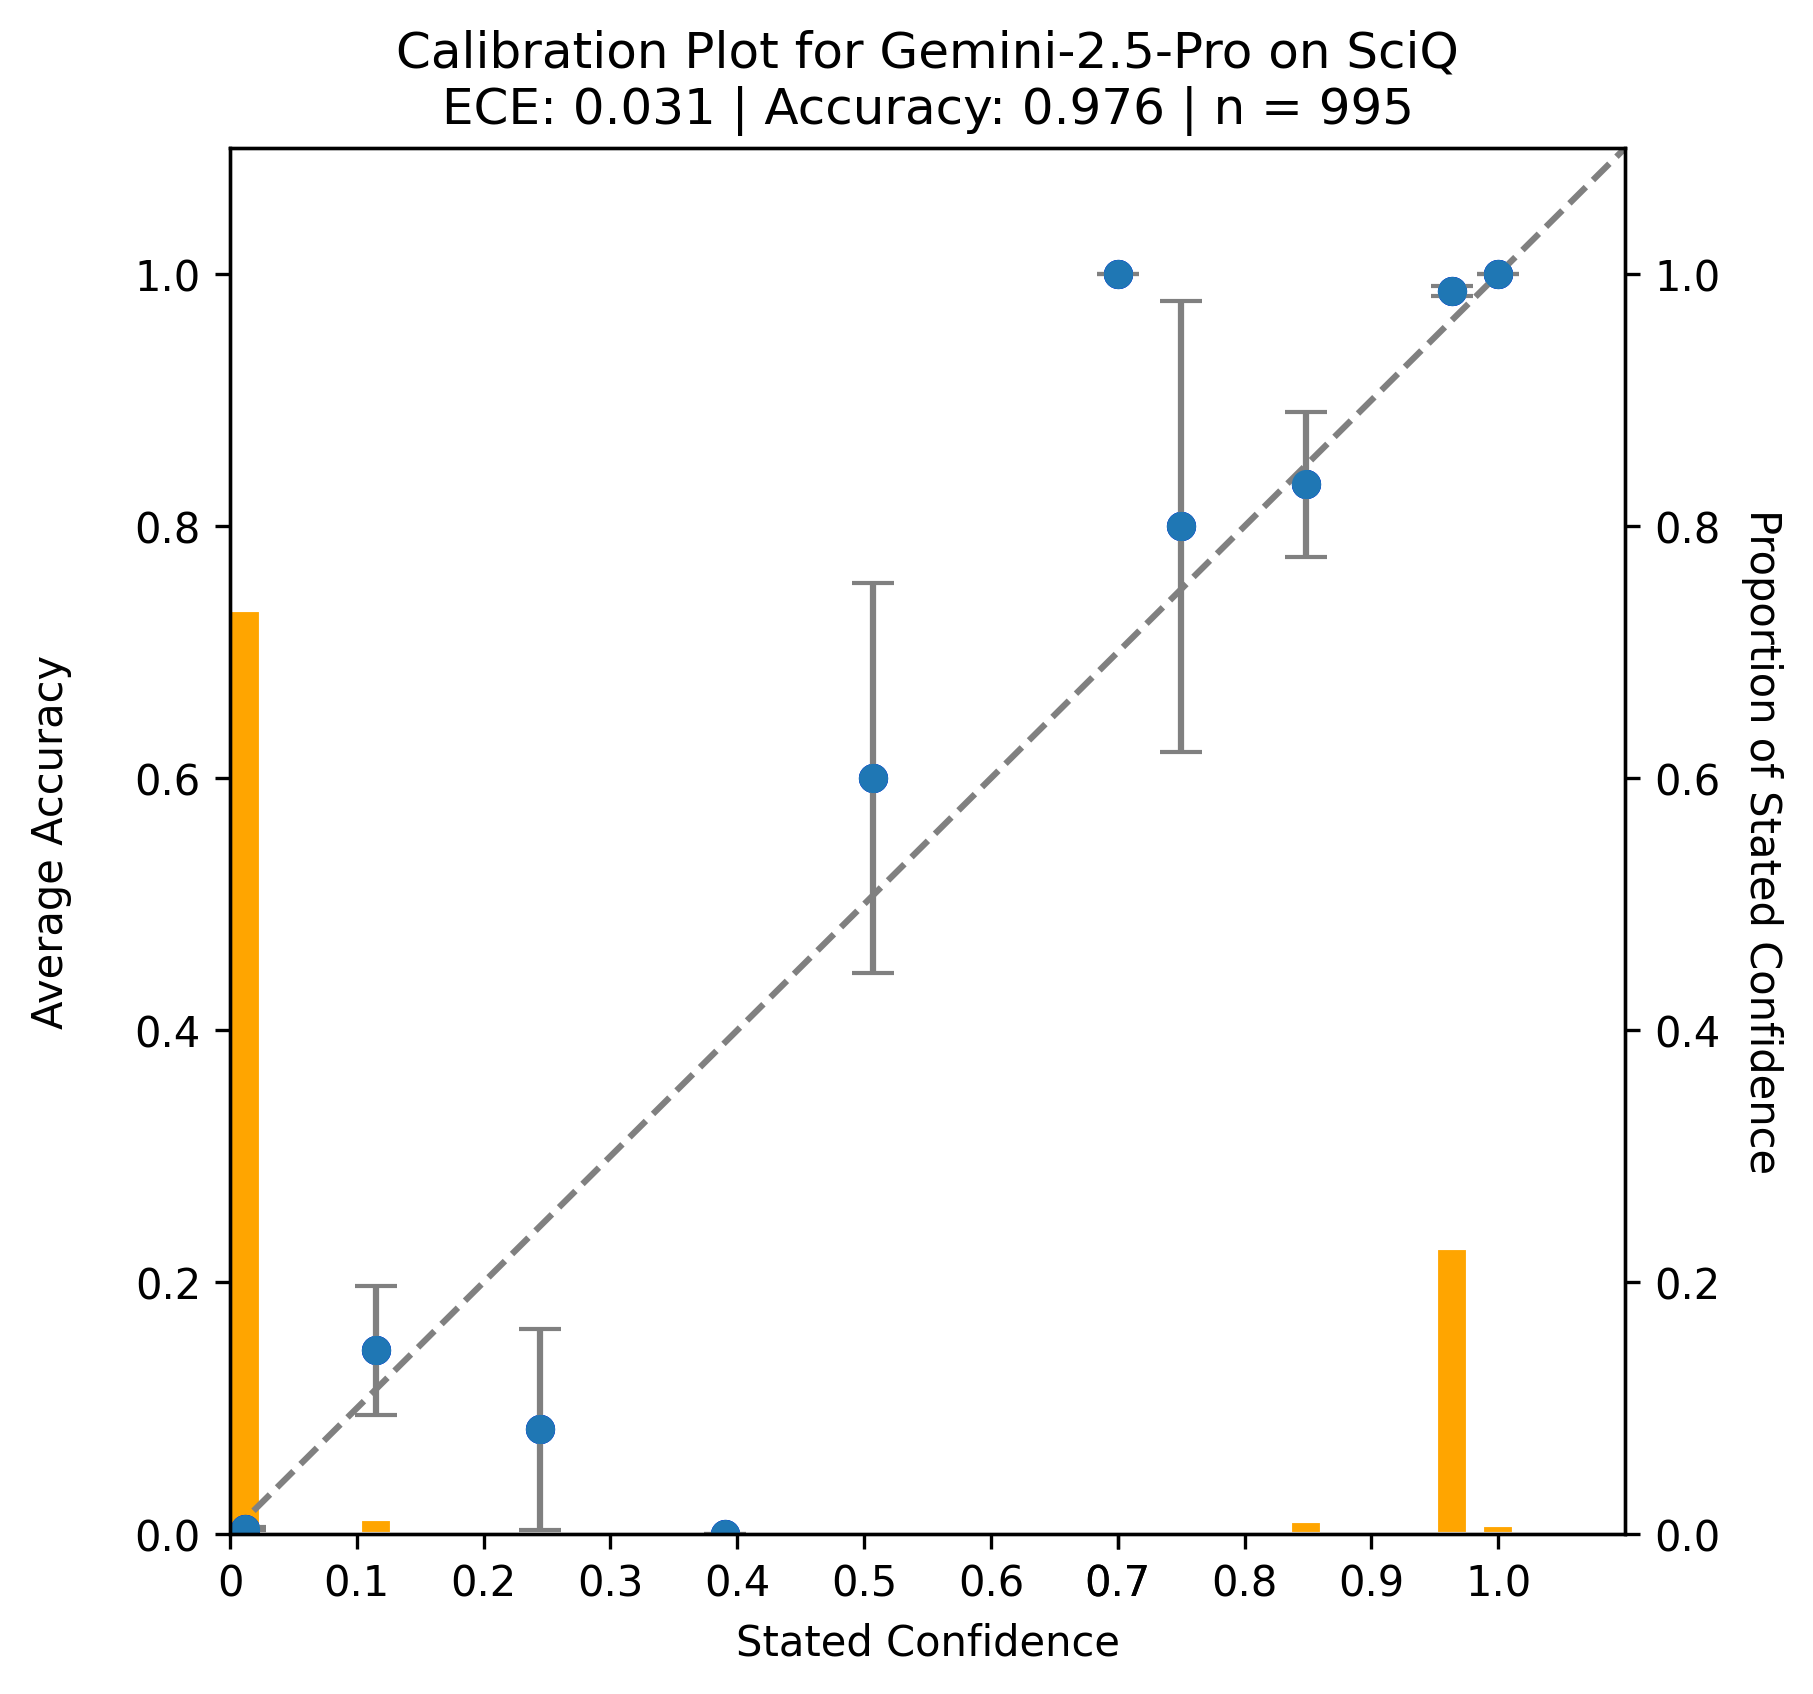 Calibration Plot for Gemini-2.5-Pro on SciQ
ECE: 0.031 | Accuracy: 0.976 | n = 995
Average Accuracy
1.0
0.8
0.6
0.4
0.2
0.0
0 0.1 0.2 0.3 0.4 0.5 0.6 0.7 0.8 0.9 1.0
Stated Confidence
1.0
0.8
0.6
0.4
0.2
0.0
Proportion of Stated Confidence